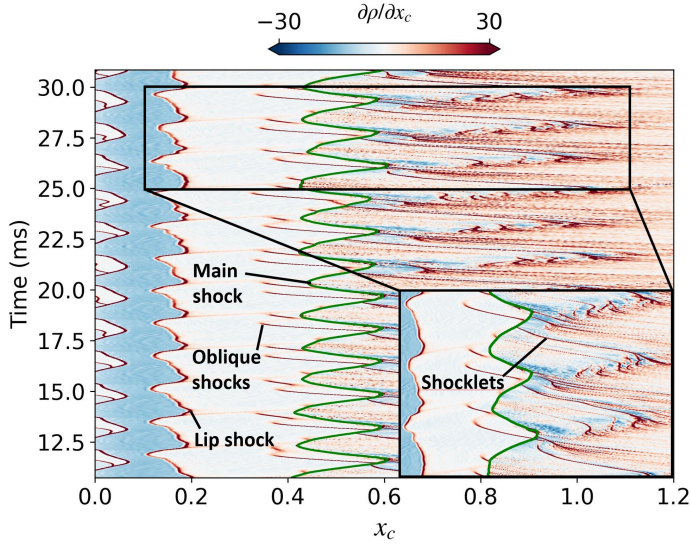 ∂ρ/∂x_c
−30
30
Time (ms)
30.0
27.5
25.0
22.5
20.0
17.5
15.0
12.5
Main
shock
Oblique
shocks
Lip shock
Shocklets
0.0
0.2
0.4
0.6
0.8
1.0
1.2
x_c